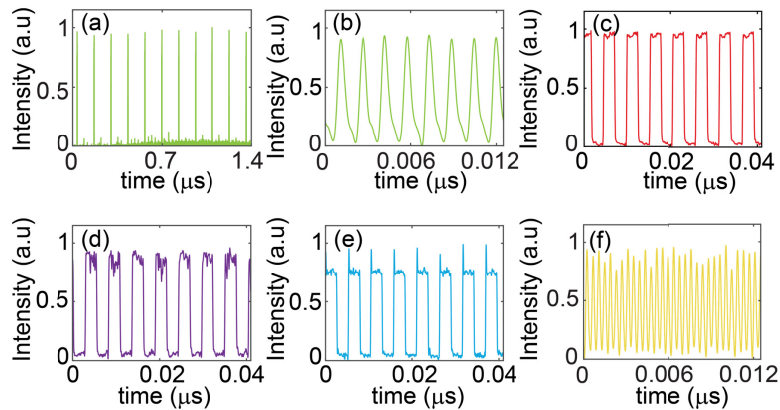 (a) (b) (c)
Intensity (a.u) Intensity (a.u) Intensity (a.u)
1 1 1
0.5 0.5 0.5
0 0 0
0 0.7 1.4 0 0.006 0.012 0 0.02 0.04
time (μs) time (μs) time (μs)
(d) (e) (f)
Intensity (a.u) Intensity (a.u) Intensity (a.u)
1 1 1
0.5 0.5 0.5
0 0 0
0 0.02 0.04 0 0.02 0.04 0 0.006 0.012
time (μs) time (μs) time (μs)